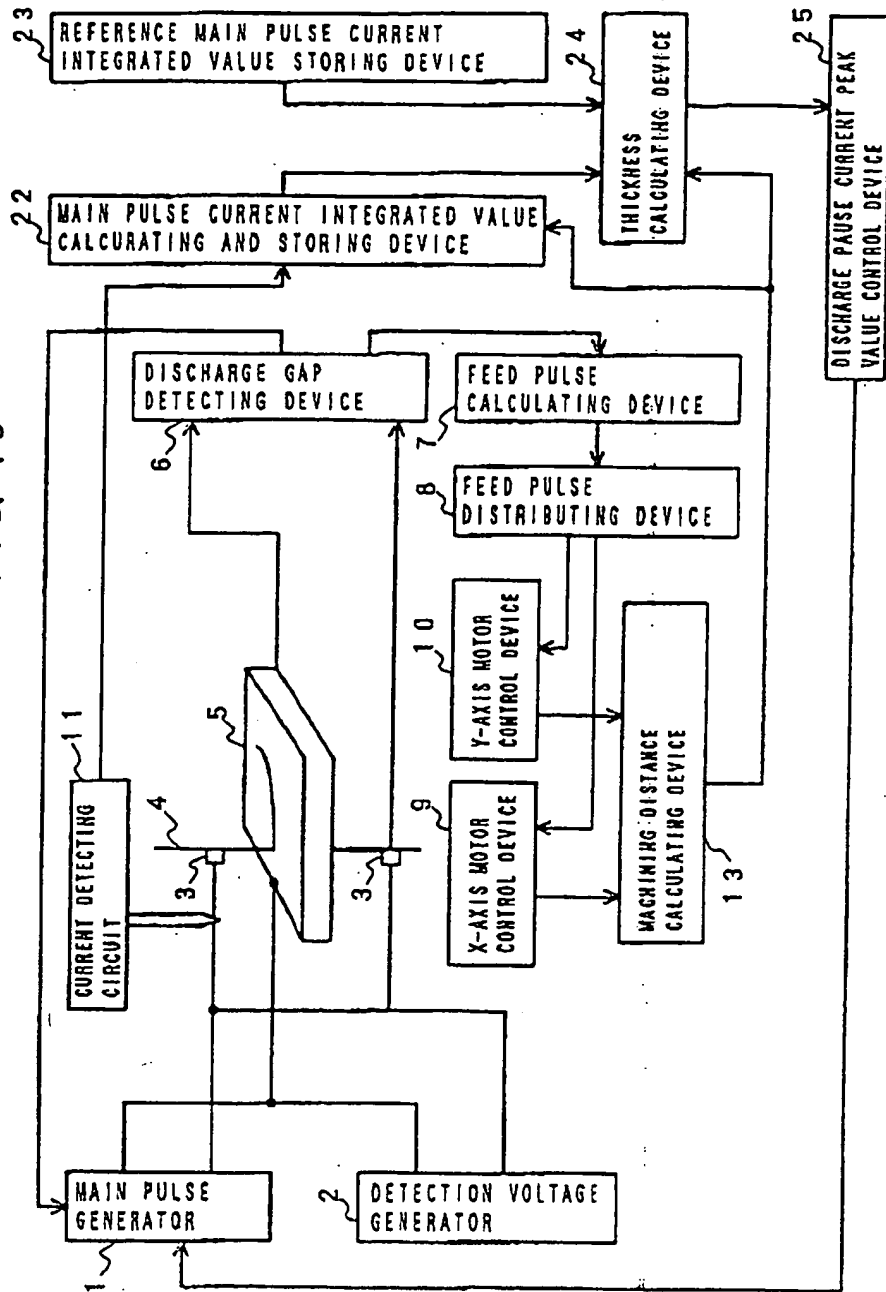 23
REFERENCE MAIN PULSE CURRENT
INTEGRATED VALUE STORING DEVICE
22
MAIN PULSE CURRENT INTEGRATED VALUE
CALCURATING AND STORING DEVICE
24
THICKNESS
CALCULATING DEVICE
25
DISCHARGE PAUSE CURRENT PEAK
VALUE CONTROL DEVICE
DISCHARGE GAP
DETECTING DEVICE
6
FEED PULSE
CALCULATING DEVICE
7
FEED PULSE
DISTRIBUTING DEVICE
8
10
Y-AXIS MOTOR
CONTROL DEVICE
9
X-AXIS MOTOR
CONTROL DEVICE
MACHINING DISTANCE
CALCULATING DEVICE
13
11
CURRENT DETECTING
CIRCUIT
4
5
3
3
MAIN PULSE
GENERATOR
1
2
DETECTION VOLTAGE
GENERATOR